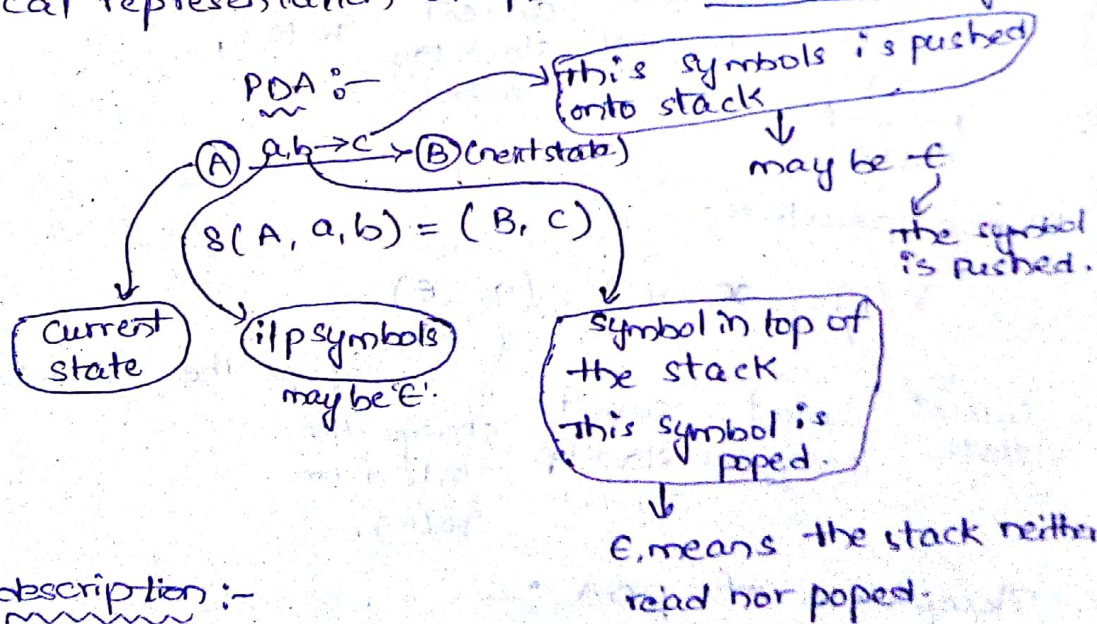 cal representation
PDA :-
This symbols is pushed
onto stack
A a,b→c B (next state)
may be ϵ
the symbol
is pushed.
δ(A, a, b) = (B, c)
current
state
i/p symbols
may be 'ϵ'.
symbol in top of
the stack
This symbol is
poped.
ϵ, means the stack neither
read nor poped.
description :-